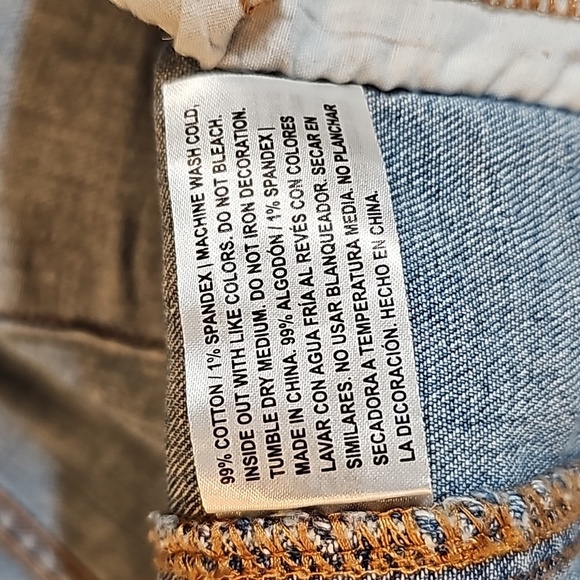 99% COTTON / 1% SPANDEX | MACHINE WASH COLD,
INSIDE OUT WITH LIKE COLORS. DO NOT BLEACH.
TUMBLE DRY MEDIUM. DO NOT IRON DECORATION.
MADE IN CHINA. 99% ALGODÓN / 1% SPANDEX |
LAVAR CON AGUA FRÍA AL REVÉS CON COLORES
SIMILARES. NO USAR BLANQUEADOR. SECAR EN
SECADORA A TEMPERATURA MEDIA. NO PLANCHAR
LA DECORACIÓN. HECHO EN CHINA.